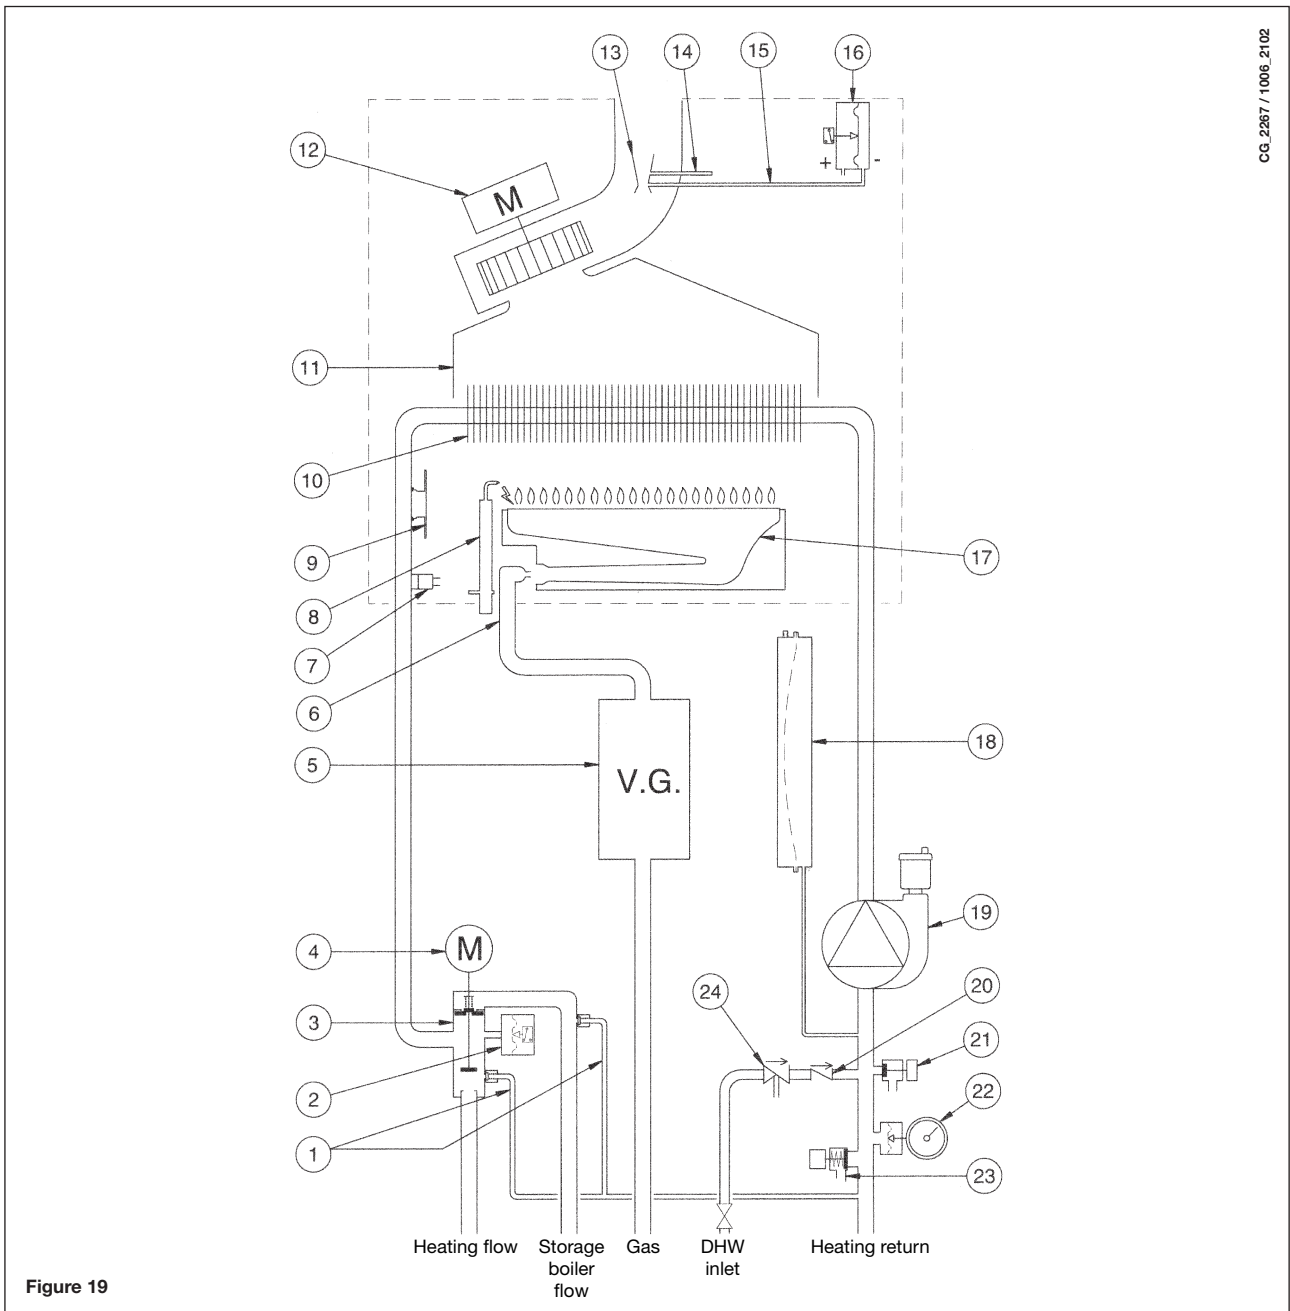 CG_2267 / 1006_2102
13
14
15
16
12
M
+
-
11
10
9
8
7
6
17
18
5
V.G.
19
4
M
24
20
3
21
2
22
1
23
Heating flow
Storage
boiler
flow
Gas
DHW
inlet
Heating return
Figure 19